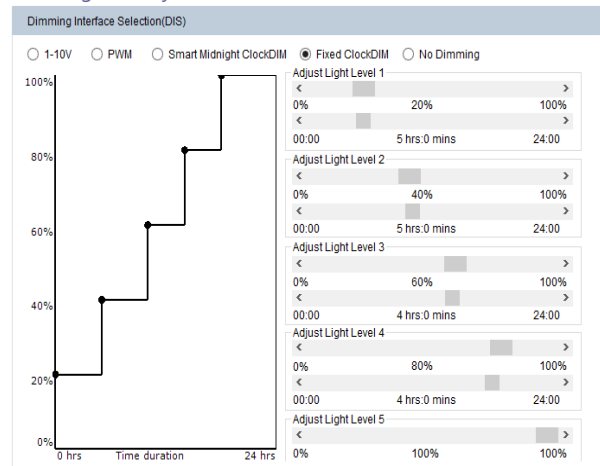 Dimming Interface Selection(DIS)
1-10V PWM Smart Midnight ClockDIM Fixed ClockDIM No Dimming
100%
80%
60%
40%
20%
0%
0 hrs Time duration 24 hrs
Adjust Light Level 1
0% 20% 100%
00:00 5 hrs:0 mins 24:00
Adjust Light Level 2
0% 40% 100%
00:00 5 hrs:0 mins 24:00
Adjust Light Level 3
0% 60% 100%
00:00 4 hrs:0 mins 24:00
Adjust Light Level 4
0% 80% 100%
00:00 4 hrs:0 mins 24:00
Adjust Light Level 5
0% 100% 100%